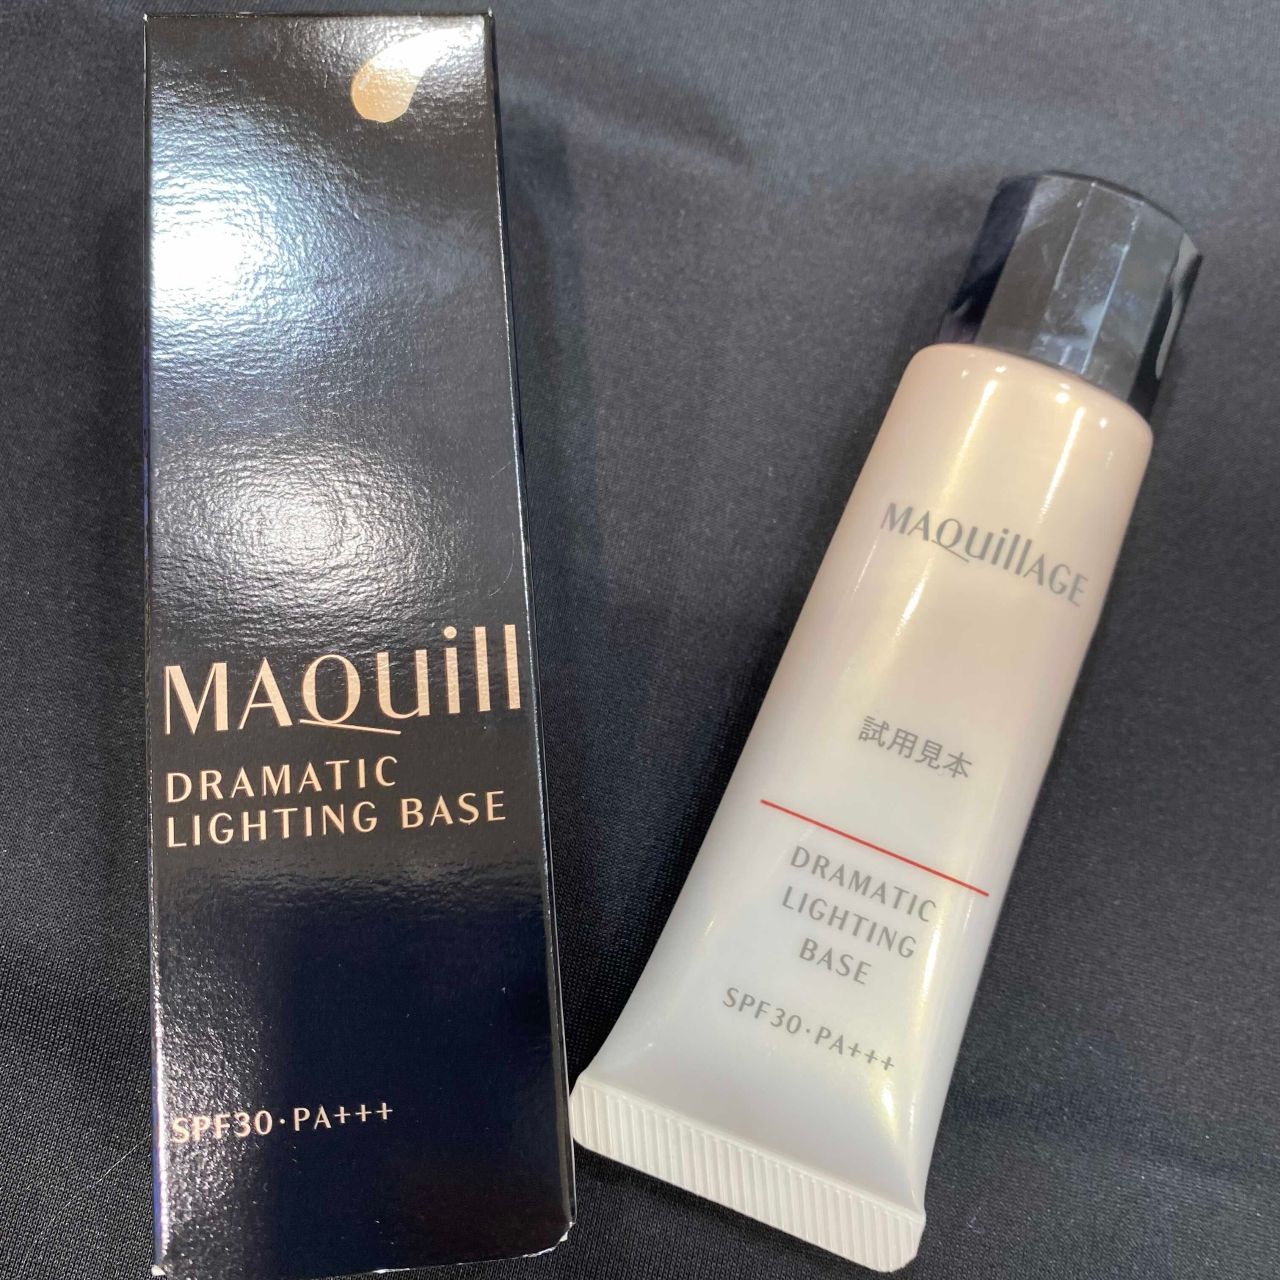 MAQuill
DRAMATIC
LIGHTING BASE
SPF30·PA+++
MAQuillAGE
試用見本
DRAMATIC
LIGHTING
BASE
SPF30·PA+++